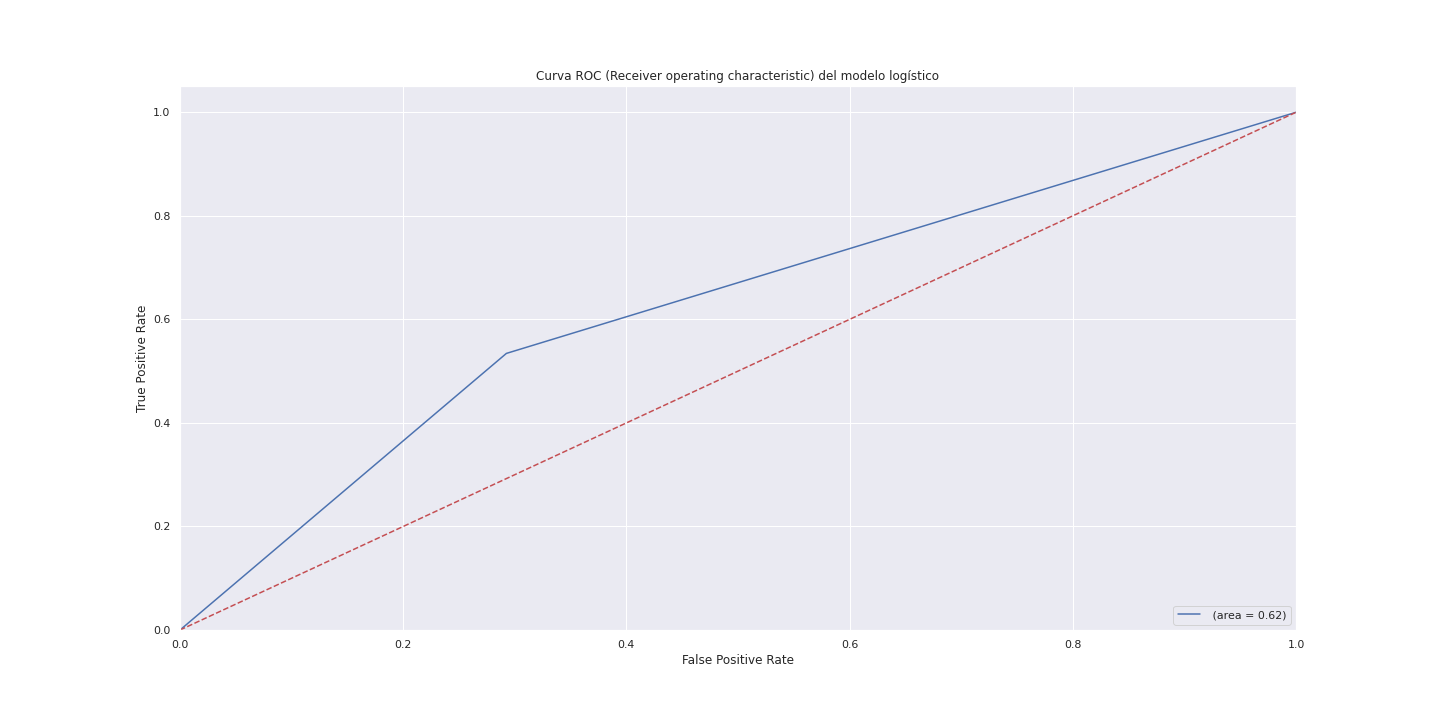 Curva ROC (Receiver operating characteristic) del modelo logístico
True Positive Rate
1.0
0.8
0.6
0.4
0.2
0.0
0.0 0.2 0.4 0.6 0.8 1.0
False Positive Rate
(area = 0.62)